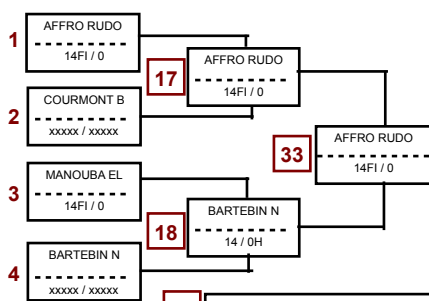 1
AFFRO RUDO
14FI / 0
17
AFFRO RUDO
14FI / 0
2
COURMONT B
xxxxx / xxxxx
33
AFFRO RUDO
14FI / 0
3
MANOUBA EL
14FI / 0
18
BARTEBIN N
14 / 0H
4
BARTEBIN N
xxxxx / xxxxx